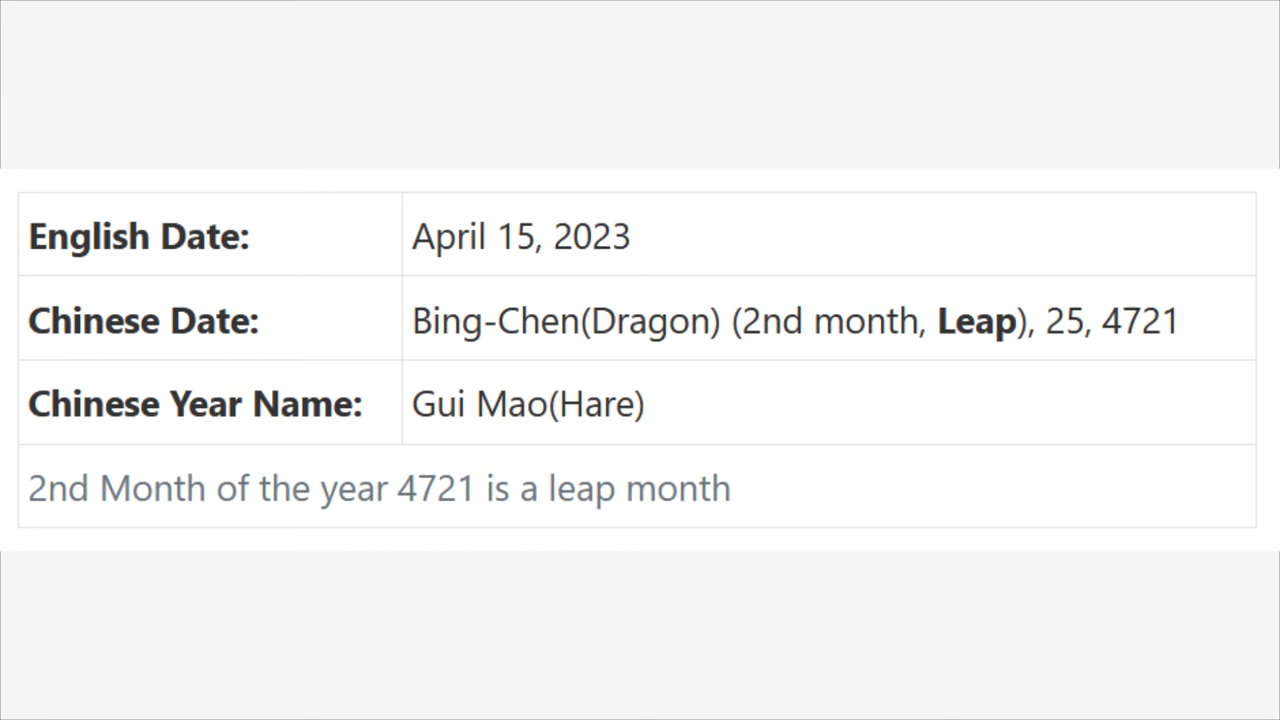 English Date: April 15, 2023
Chinese Date: Bing-Chen(Dragon) (2nd month, Leap), 25, 4721
Chinese Year Name: Gui Mao(Hare)
2nd Month of the year 4721 is a leap month